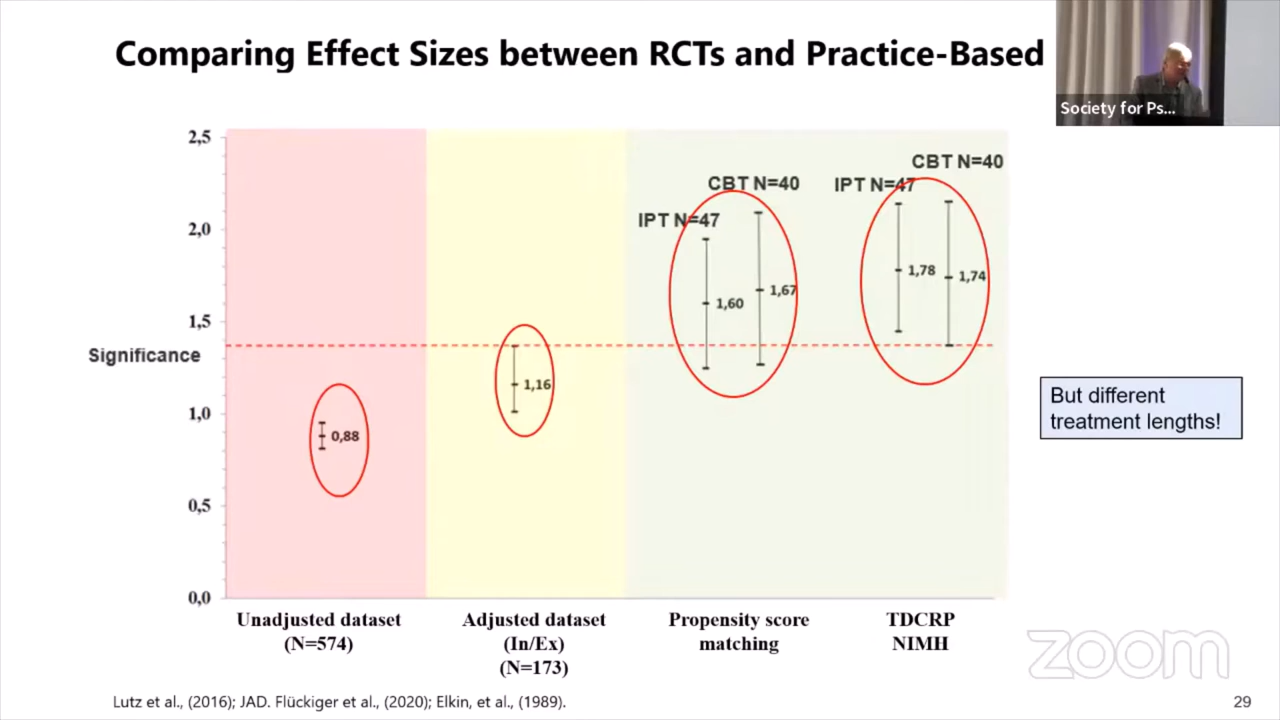 Comparing Effect Sizes between RCTs and Practice-Based
Society for Ps...
2,5
2,0
1,5
Significance
1,0
0,5
0,0
0,88
1,16
IPT N=47
CBT N=40
1,60
1,67
IPT N=47
CBT N=40
1,78
1,74
But different
treatment lengths!
Unadjusted dataset
(N=574)
Adjusted dataset
(In/Ex)
(N=173)
Propensity score
matching
TDCRP
NIMH
zoom
Lutz et al., (2016); JAD. Flückiger et al., (2020); Elkin, et al., (1989).
29